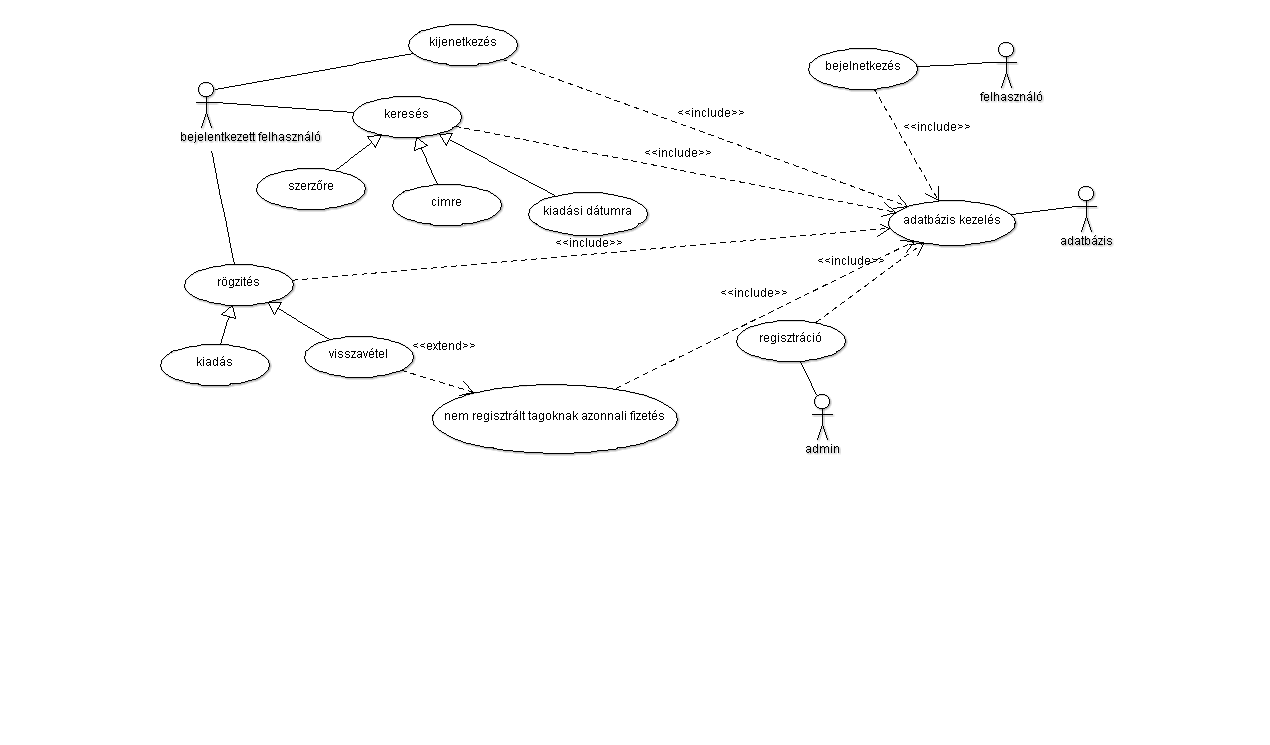 kijenetkezés
bejelnetkezés
felhasználó
bejelentkezett felhasználó
keresés
<<include>>
<<include>>
<<include>>
szerzőre
cimre
kiadási dátumra
adatbázis kezelés
adatbázis
<<include>>
<<include>>
rögzités
<<include>>
regisztráció
kiadás
visszavétel
<<extend>>
nem regisztrált tagoknak azonnali fizetés
admin